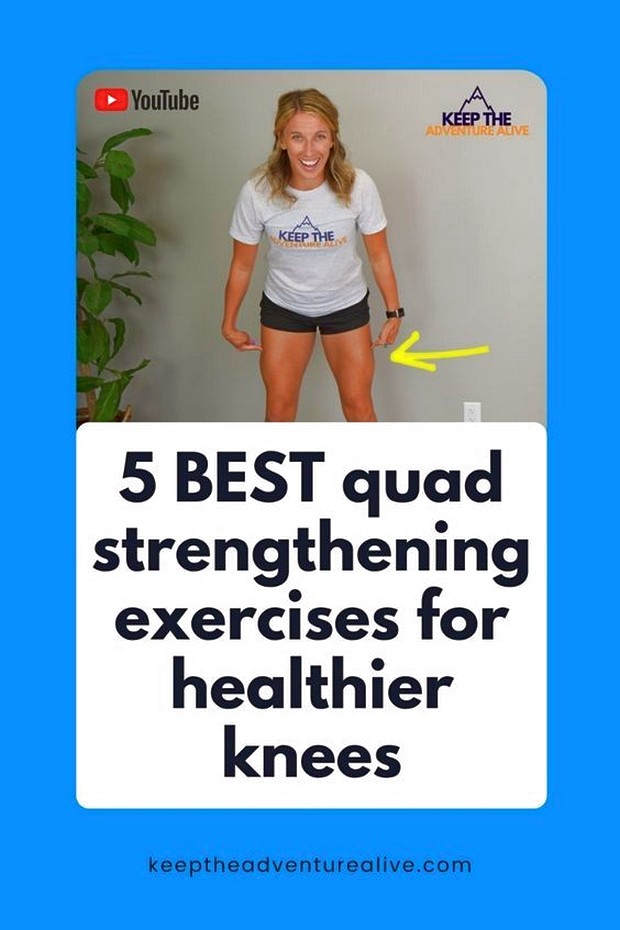 YouTube
KEEP THE
ADVENTURE ALIVE
KEEP THE
ADVENTURE ALIVE
5 BEST quad
strengthening
exercises for
healthier
knees
keeptheadventurealive.com